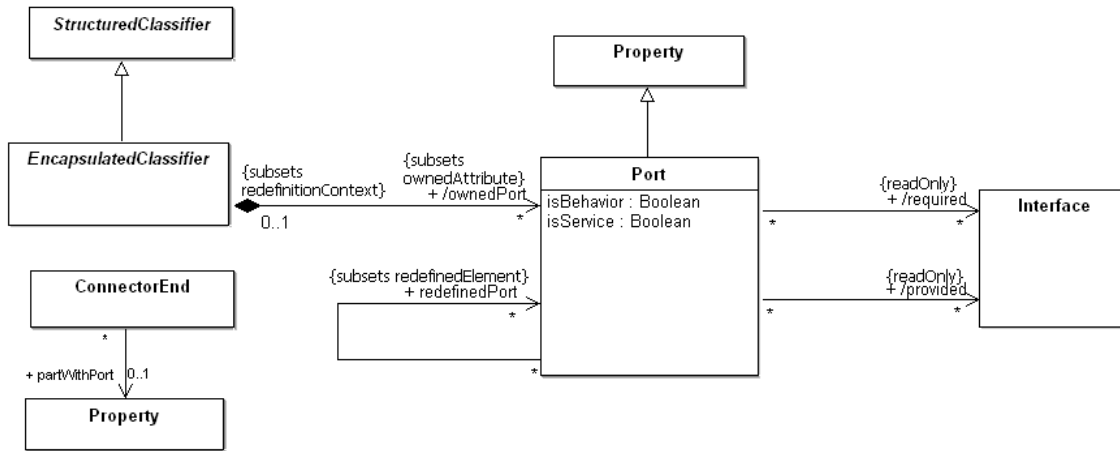 StructuredClassifier
Property
EncapsulatedClassifier
{subsets
redefinitionContext}
0..1
{subsets
ownedAttribute}
+ /ownedPort
*
Port
isBehavior : Boolean
isService : Boolean
{readOnly}
+ /required
*
*
Interface
{readOnly}
+ /provided
*
*
{subsets redefinedElement}
+ redefinedPort
*
*
ConnectorEnd
*
+ partWithPort
0..1
Property